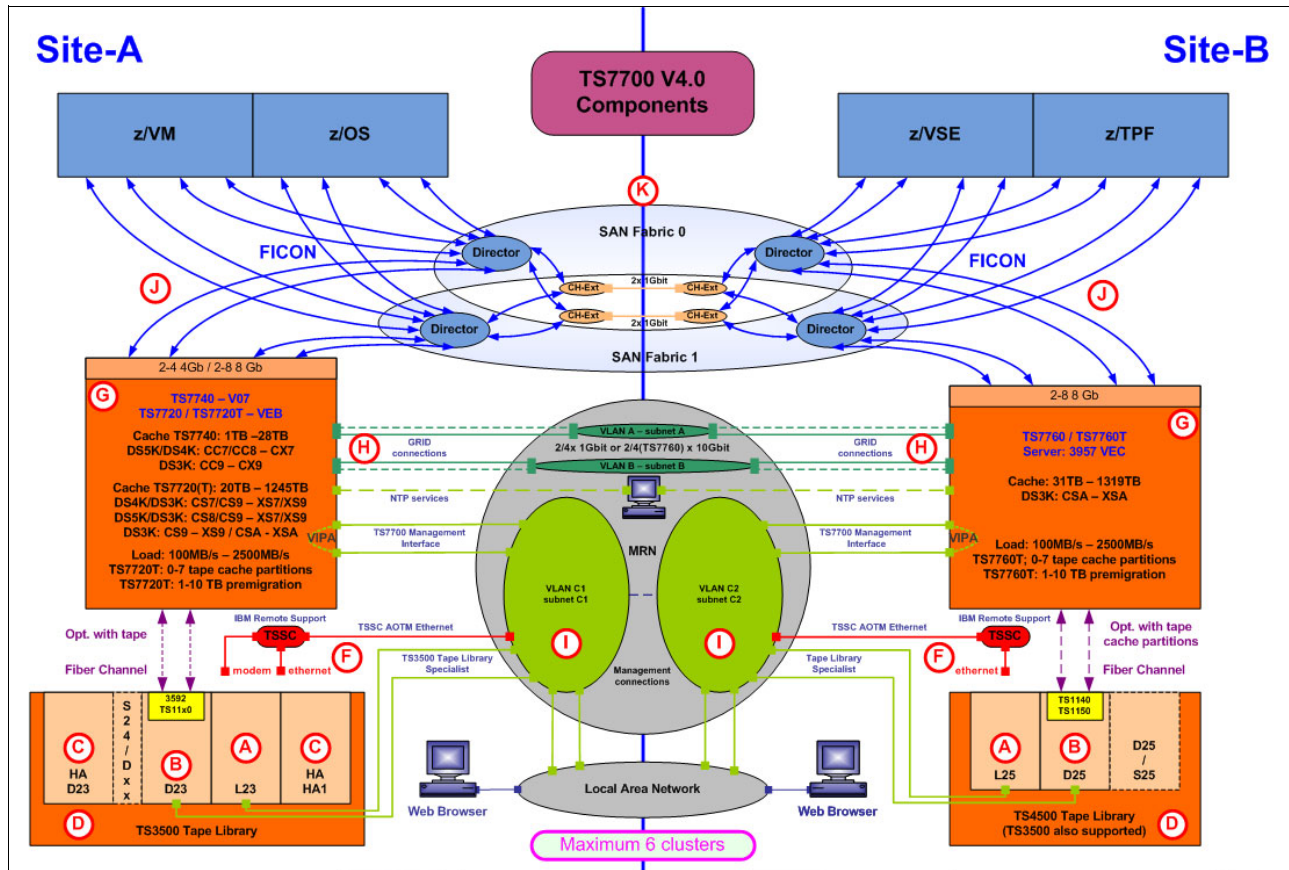 Site-A
Site-B
TS7700 V4.0
Components
z/VM
z/OS
z/VSE
z/TPF
K
SAN Fabric 0
Director
Director
FICON
FICON
J
J
2x 1Gbit
CH-Ext
CH-Ext
CH-Ext
CH-Ext
2x 1Gbit
Director
Director
SAN Fabric 1
2-4 4Gb / 2-8 8 Gb
G
TS7740 – V07
TS7720 / TS7720T – VEB
Cache TS7740: 1TB –28TB
DS5K/DS4K: CC7/CC8 – CX7
DS3K: CC9 – CX9
Cache TS7720(T): 20TB – 1245TB
DS4K/DS3K: CS7/CS9 – XS7/XS9
DS5K/DS3K: CS8/CS9 – XS7/XS9
DS3K: CS9 – XS9 / CSA - XSA
VIPA
Load: 100MB/s – 2500MB/s
TS7720T: 0-7 tape cache partitions
TS7720T: 1-10 TB premigration
2-8 8 Gb
G
TS7760 / TS7760T
Server: 3957 VEC
Cache: 31TB – 1319TB
DS3K: CSA – XSA
VIPA
Load: 100MB/s – 2500MB/s
TS7760T; 0-7 tape cache partitions
TS7760T: 1-10 TB premigration
H
GRID
connections
VLAN A – subnet A
2/4x 1Gbit or 2/4(TS7760) x 10Gbit
VLAN B – subnet B
GRID
connections
H
NTP services
NTP services
TS7700 Management
Interface
MRN
TS7700 Management
Interface
VLAN C1
subnet C1
VLAN C2
subnet C2
I
I
Management
connections
Opt. with tape
Fiber Channel
IBM Remote Support
TSSC
TSSC AOTM Ethernet
modem
ethernet
F
TS3500 Tape Library
Specialist
TSSC AOTM Ethernet
IBM Remote Support
TSSC
F
ethernet
Tape Library
Specialist
Opt. with tape
cache partitions
Fiber Channel
C
HA
D23
S24/Dxx
3592
TS11x0
B
D23
A
L23
C
HA
HA1
D
TS3500 Tape Library
Web Browser
Local Area Network
Web Browser
Maximum 6 clusters
A
L25
TS1140
TS1150
B
D25
D25
/
S25
TS4500 Tape Library
(TS3500 also supported)
D